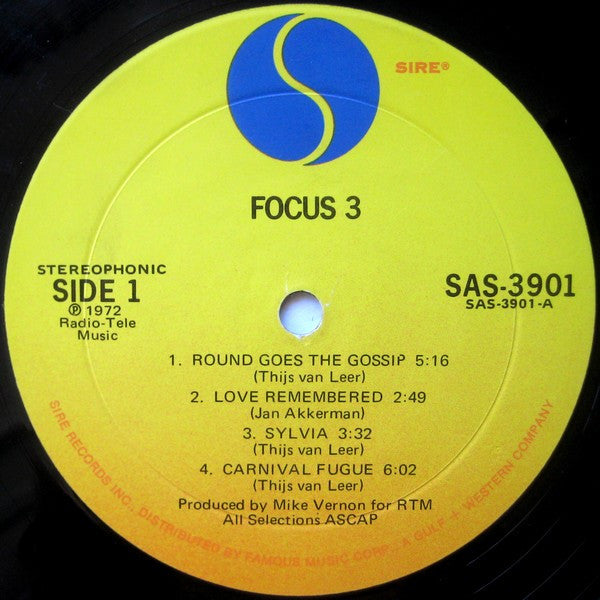 SIRE®
FOCUS 3
STEREOPHONIC
SIDE 1
℗ 1972
Radio-Tele
Music
SAS-3901
SAS-3901-A
1. ROUND GOES THE GOSSIP 5:16
(Thijs van Leer)
2. LOVE REMEMBERED 2:49
(Jan Akkerman)
3. SYLVIA 3:32
(Thijs van Leer)
4. CARNIVAL FUGUE 6:02
(Thijs van Leer)
Produced by Mike Vernon for RTM
All Selections ASCAP
SIRE RECORDS INC., DISTRIBUTED BY FAMOUS MUSIC CORP., A GULF + WESTERN COMPANY